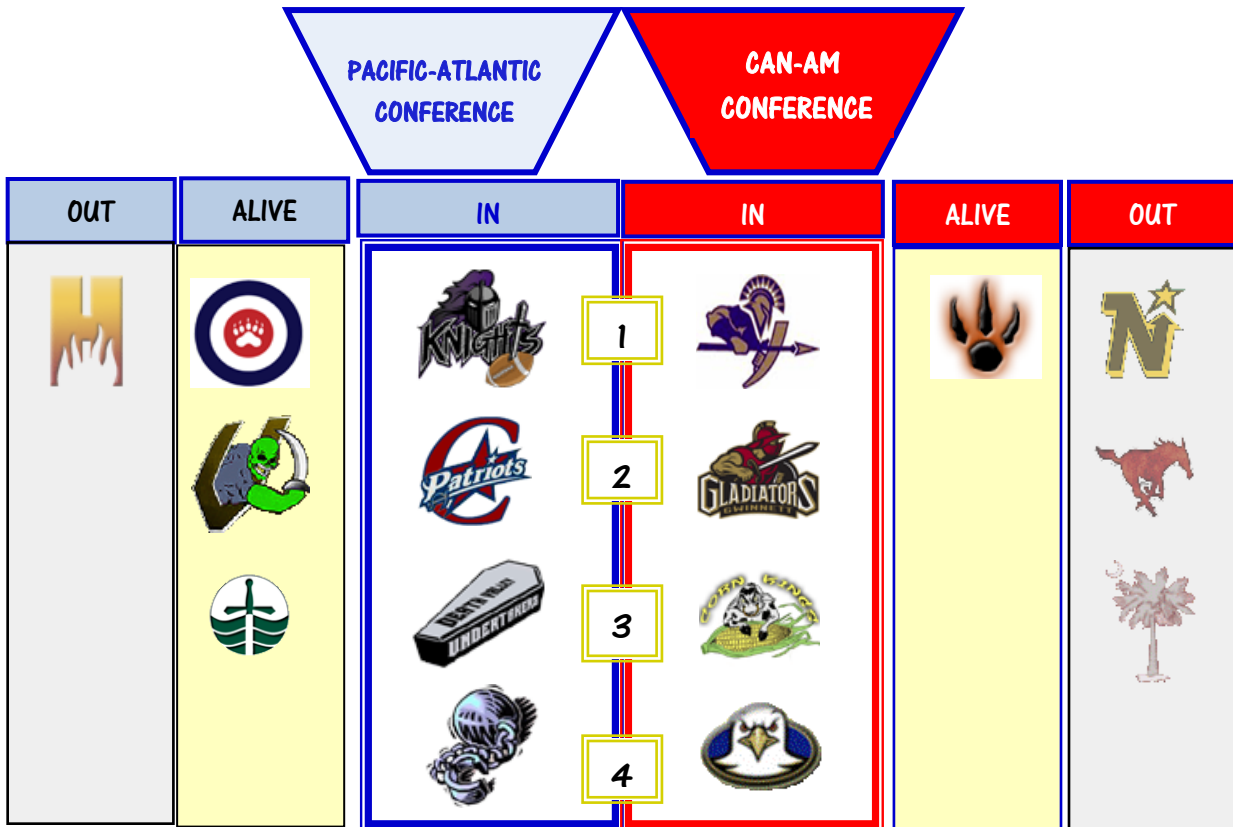 PACIFIC-ATLANTIC
CONFERENCE
CAN-AM
CONFERENCE
OUT
ALIVE
IN
IN
ALIVE
OUT
H
KNIGHTS
1
N
C
Patriots
2
GLADIATORS
GWINNETT
DEATH VALLEY
UNDERTAKERS
3
CORN KINGS
4